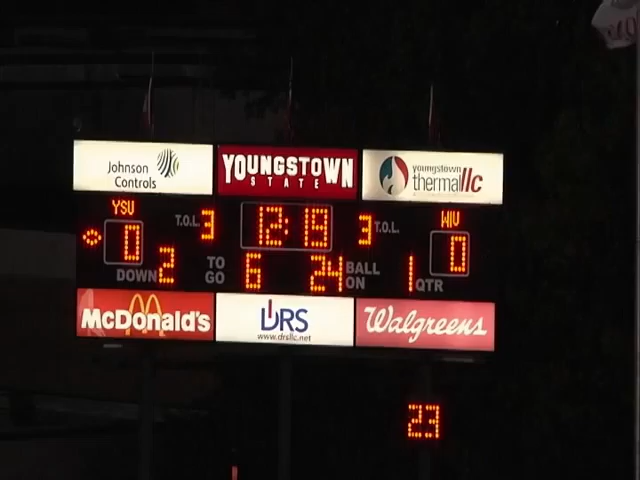 Johnson Controls
YOUNGSTOWN STATE
youngstown thermalllc
YSU T.O.L. 3 12:19 3 T.O.L. WIU
0 0
DOWN 2 TO GO 6 24 BALL ON 1 QTR
McDonald's
DRS
www.drsllc.net
Walgreens
23